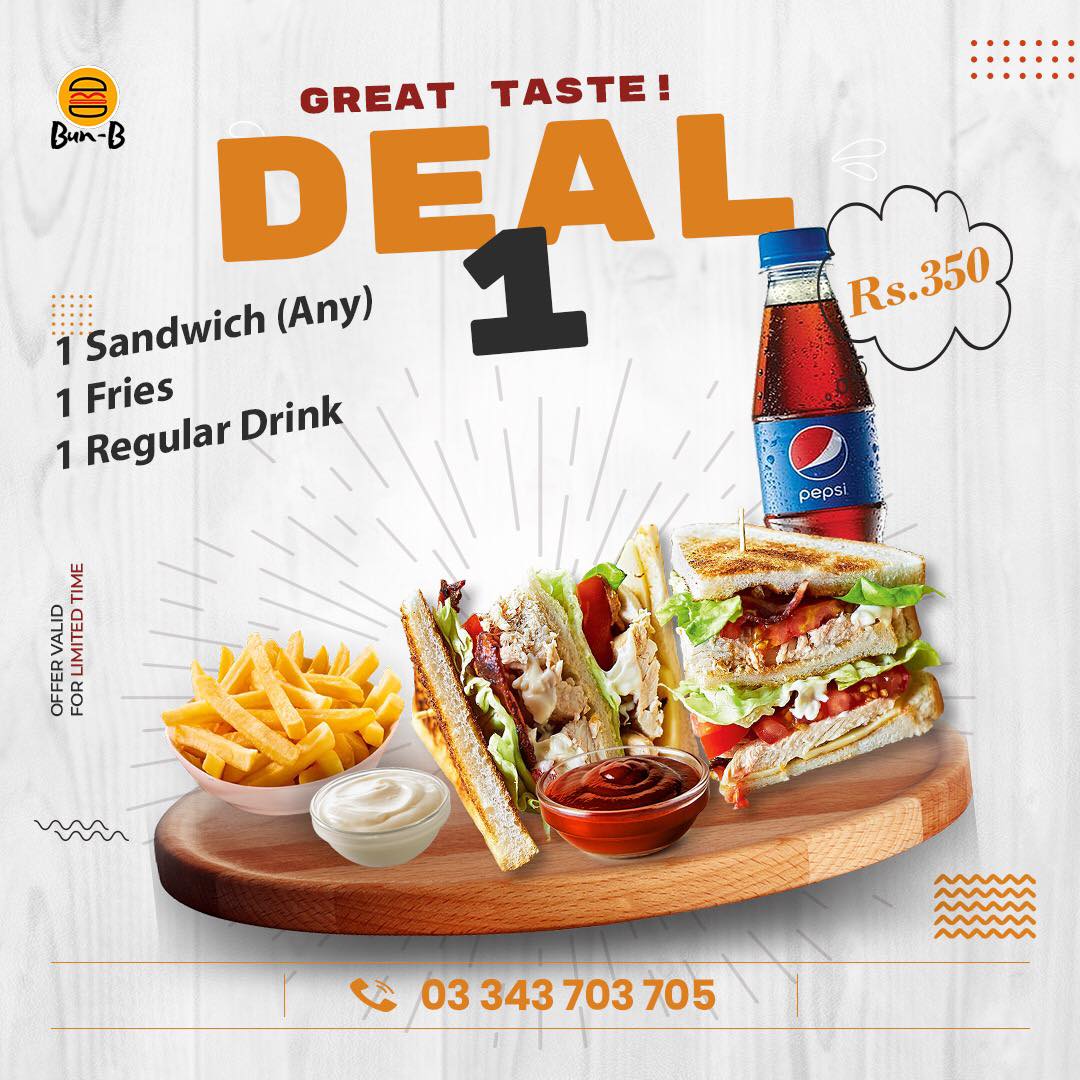 Bun-B
GREAT TASTE!
DEAL
1
Rs.350
1 Sandwich (Any)
1 Fries
1 Regular Drink
pepsi
OFFER VALID
FOR LIMITED TIME
03 343 703 705